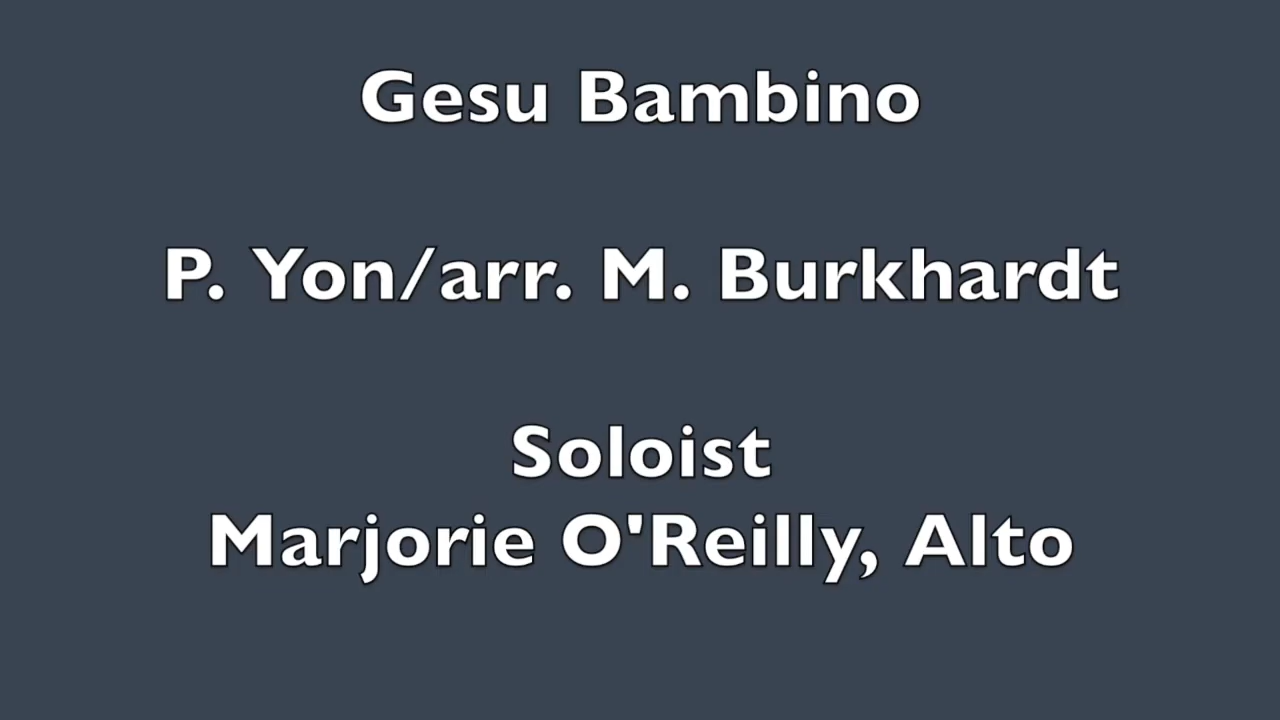 Gesu Bambino
P. Yon/arr. M. Burkhardt
Soloist
Marjorie O'Reilly, Alto